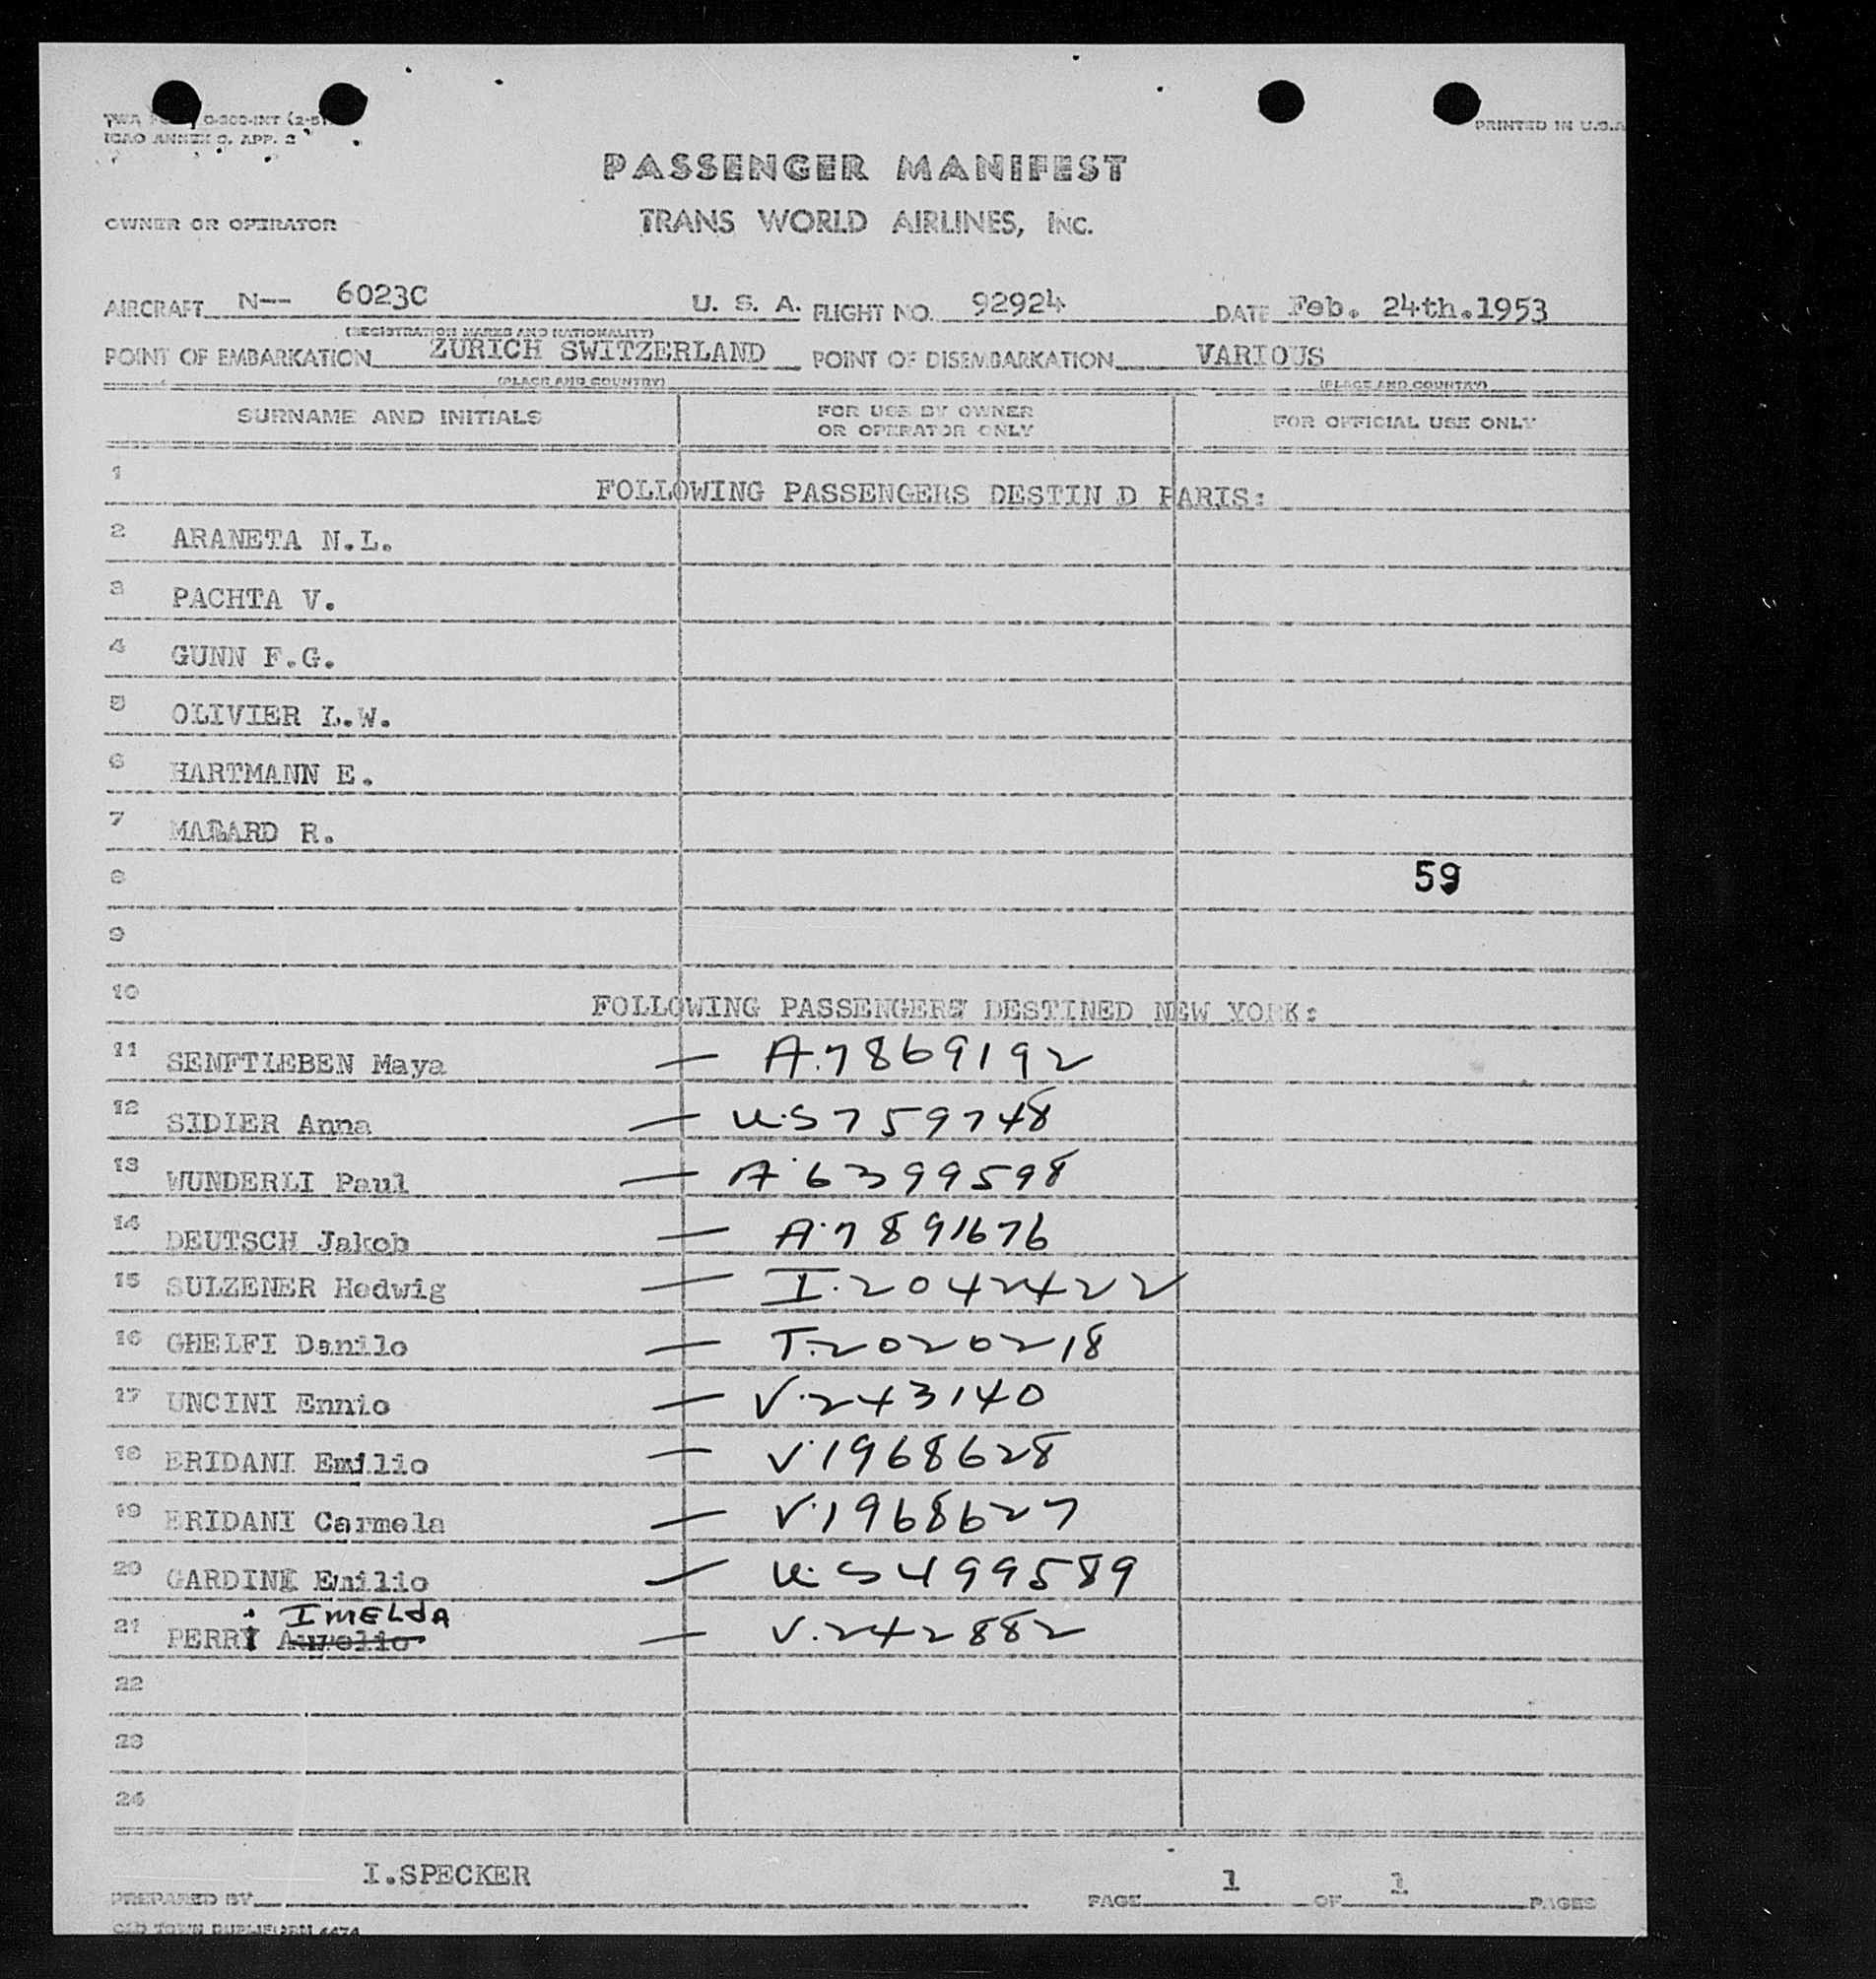 ICAO ANNEX 9. APP. 2
PRINTED IN U.S.A
PASSENGER MANIFEST
OWNER OR OPERATOR
TRANS WORLD AIRLINES, INC.
AIRCRAFT N-- 6023C U. S. A. FLIGHT NO. 92924 DATE Feb. 24th.1953
(REGISTRATION MARKS AND NATIONALITY)
POINT OF EMBARKATION ZURICH SWITZERLAND POINT OF DISEMBARKATION VARIOUS
(PLACE AND COUNTRY) (PLACE AND COUNTRY)
SURNAME AND INITIALS FOR USE BY OWNER OR OPERATOR ONLY FOR OFFICIAL USE ONLY
1 FOLLOWING PASSENGERS DESTIN D PARIS:
2 ARANETA N.L.
3 PACHTA V.
4 GUNN F.G.
5 OLIVIER L.W.
6 HARTMANN E.
7 R.
8 59
9
10 FOLLOWING PASSENGERS DESTINED NEW YORK:
11 SENFTLEBEN Maya — A.7869192
12 SIDIER Anna — U.S 759748
13 WUNDERLI Paul — A.6399598
14 DEUTSCH Jakob — A.7891676
15 SULZENER Hedwig — I.2042422
16 GHELFI Danilo — T.2020218
17 UNCINI Ennio — V.243140
18 ERIDANI Emilio — V.1968628
19 ERIDANI Carmela — V.1968627
20 GARDINI Emilio — U.S 499589
21 PERRi IMELdA Aurelio — V.242882
22
23
24
I.SPECKER
PREPARED BY PAGE 1 OF 1 PAGES
OLD TOWN DUPLIFORM 4474